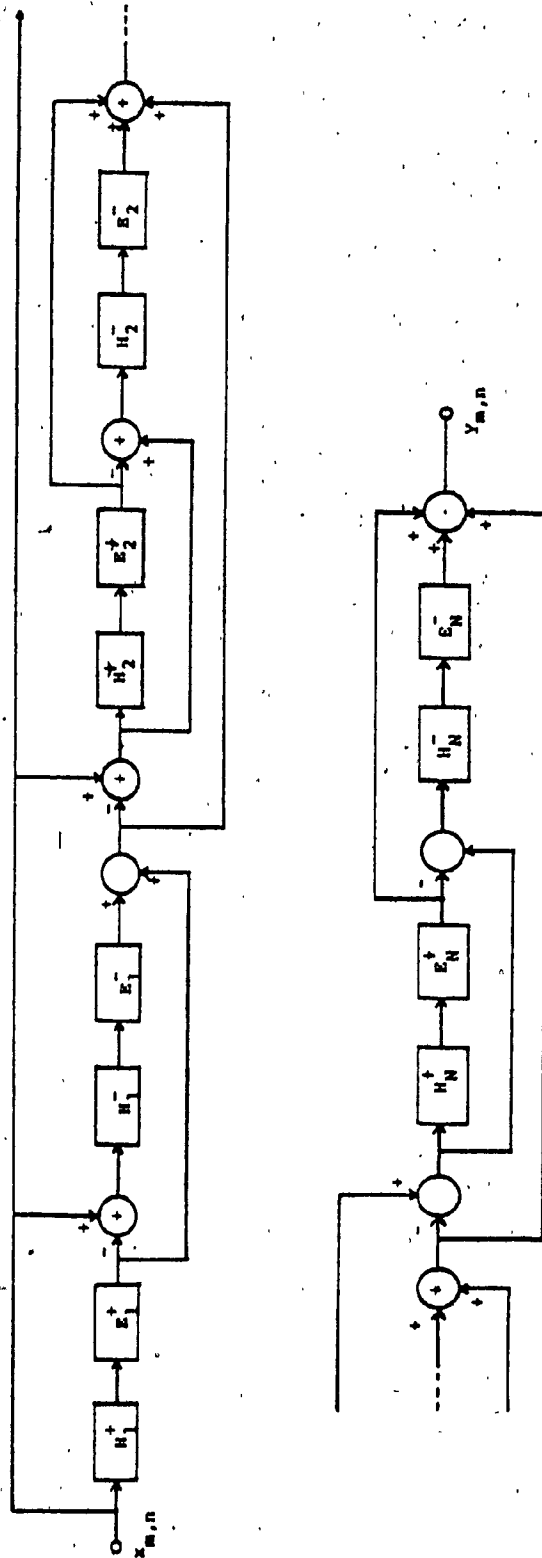 x_{m,n}
H_1^+
E_1^+
+
-
+
H_1^-
E_1^-
+
+
+
-
+
H_2^+
E_2^+
-
+
+
H_2^-
E_2^-
+
+
+
+
+
+
+
-
+
H_N^+
E_N^+
-
H_N^-
E_N^-
+
+
+
y_{m,n}